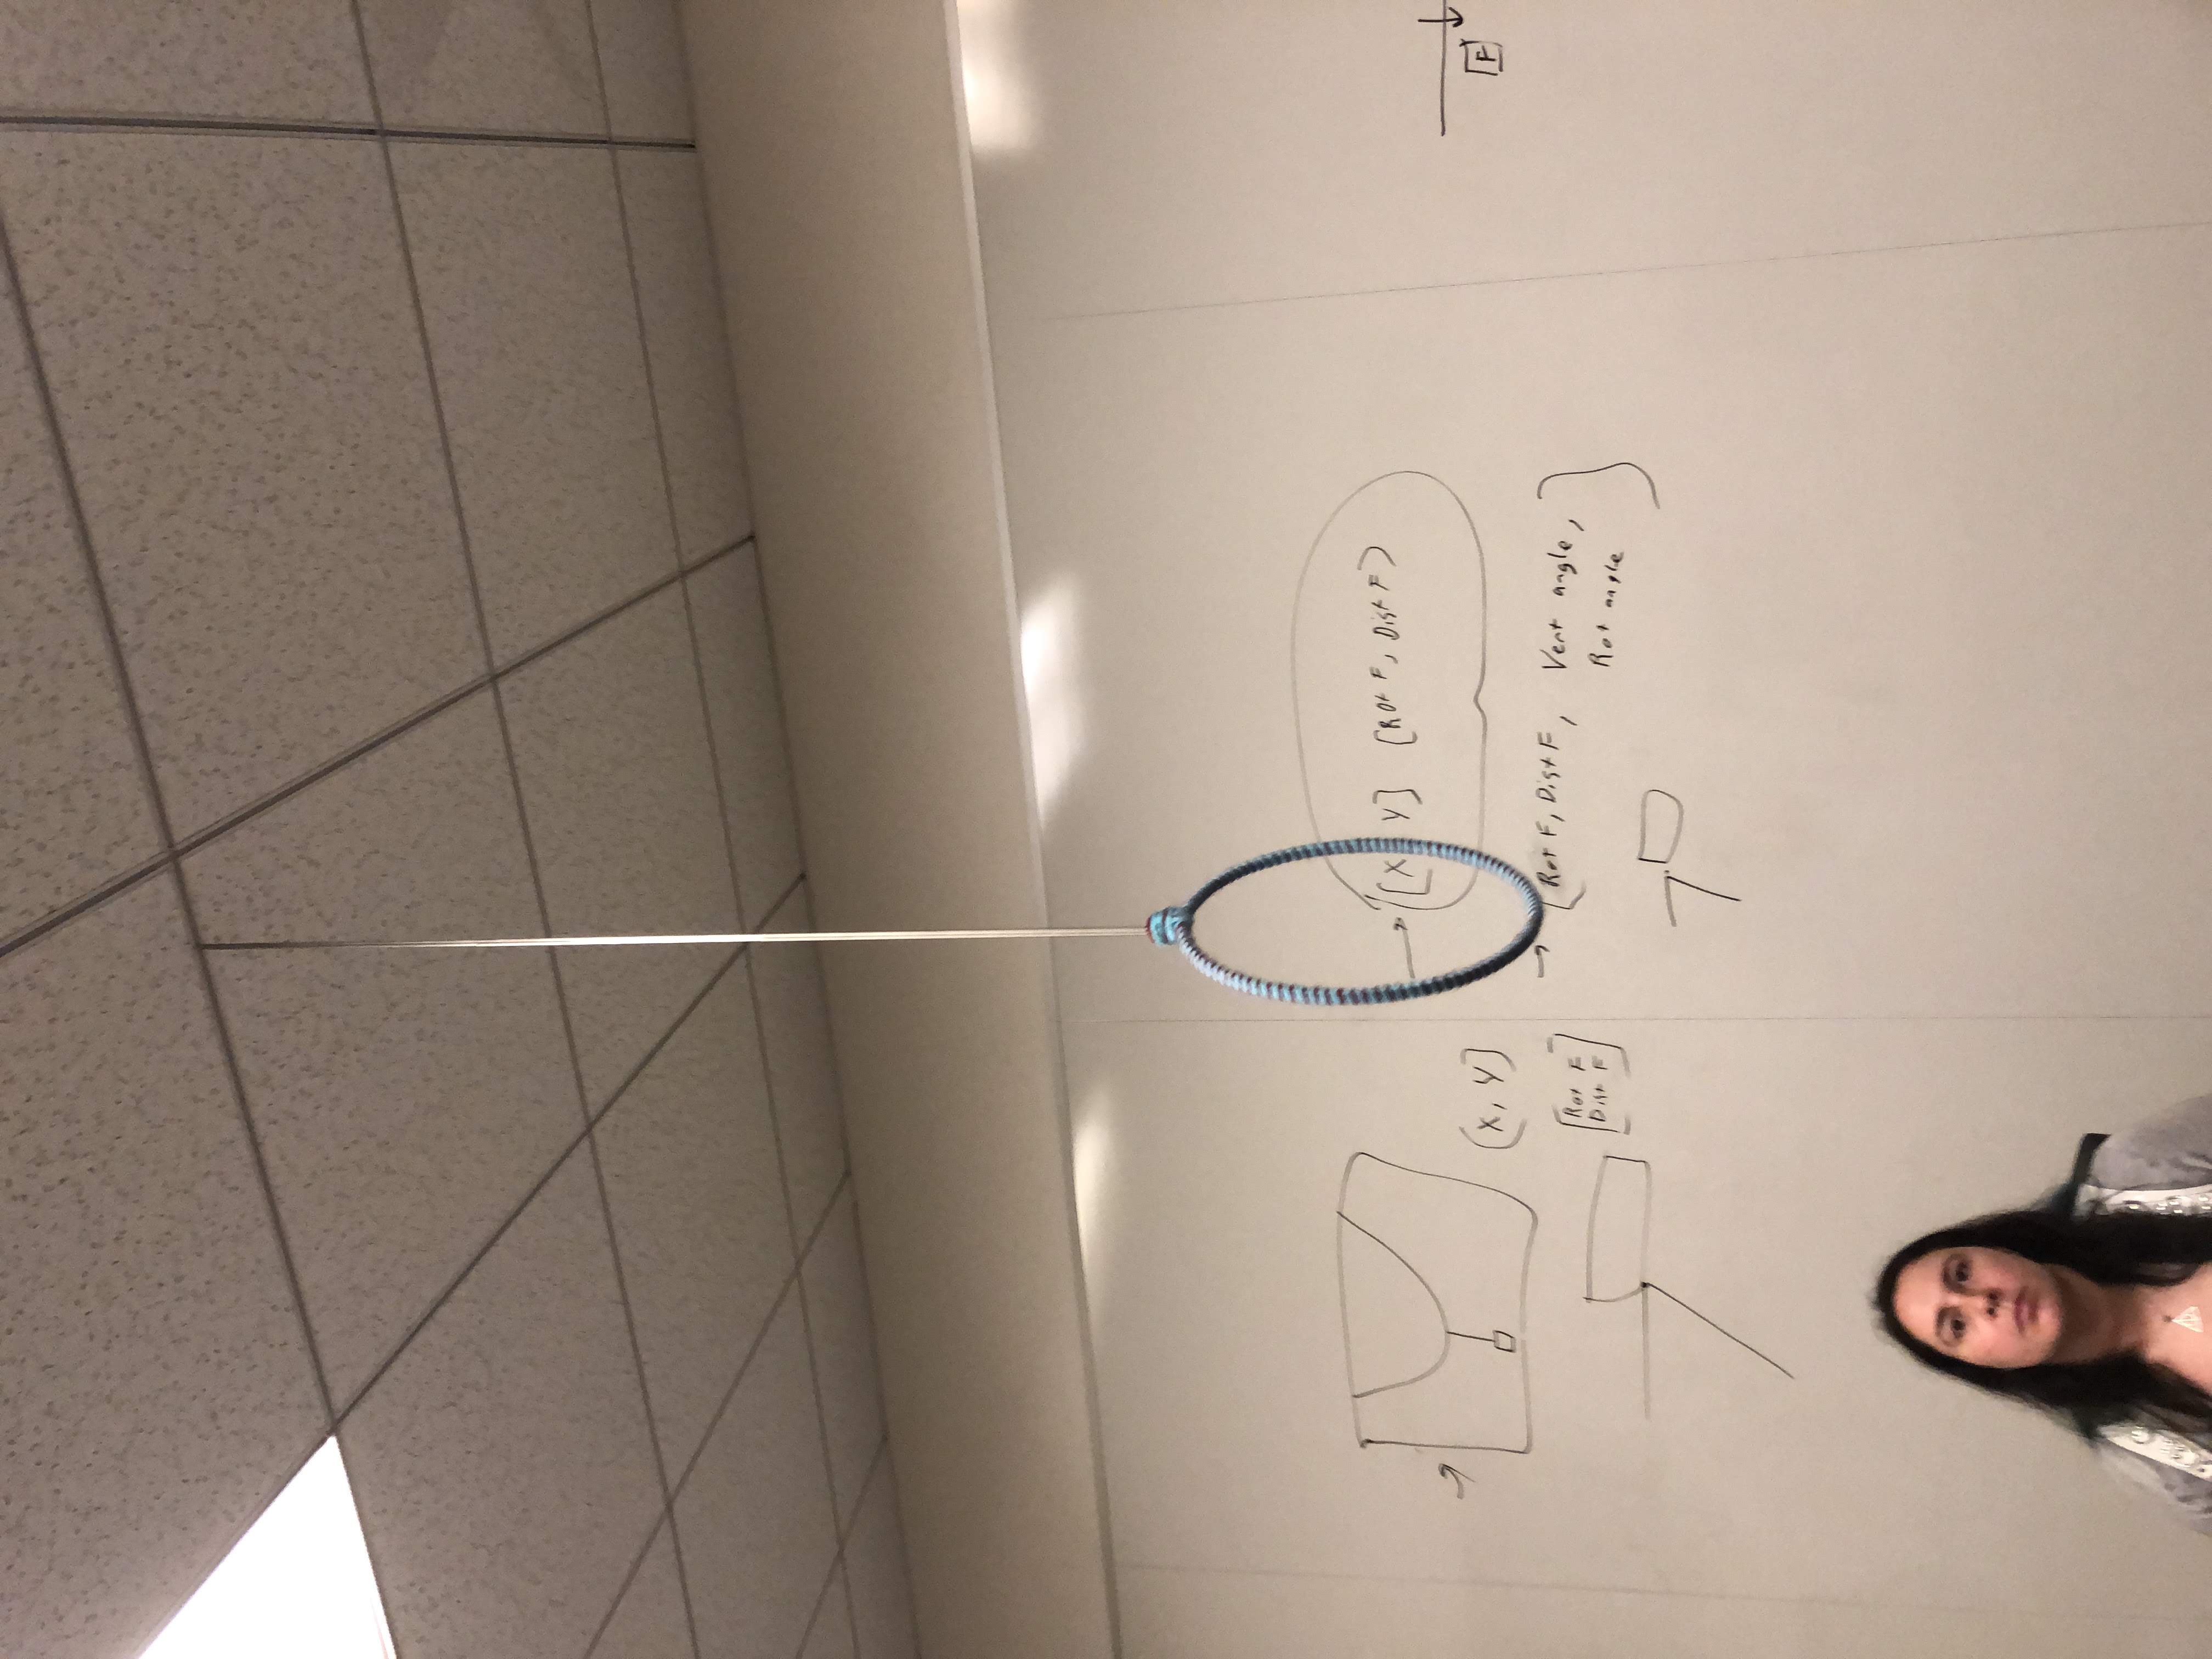 (X, Y]
[Rot F
Dist F]
[X Y] [Rot F, Dist F)
[Rot F, Dist F, Vert angle,
Rot angle]
F